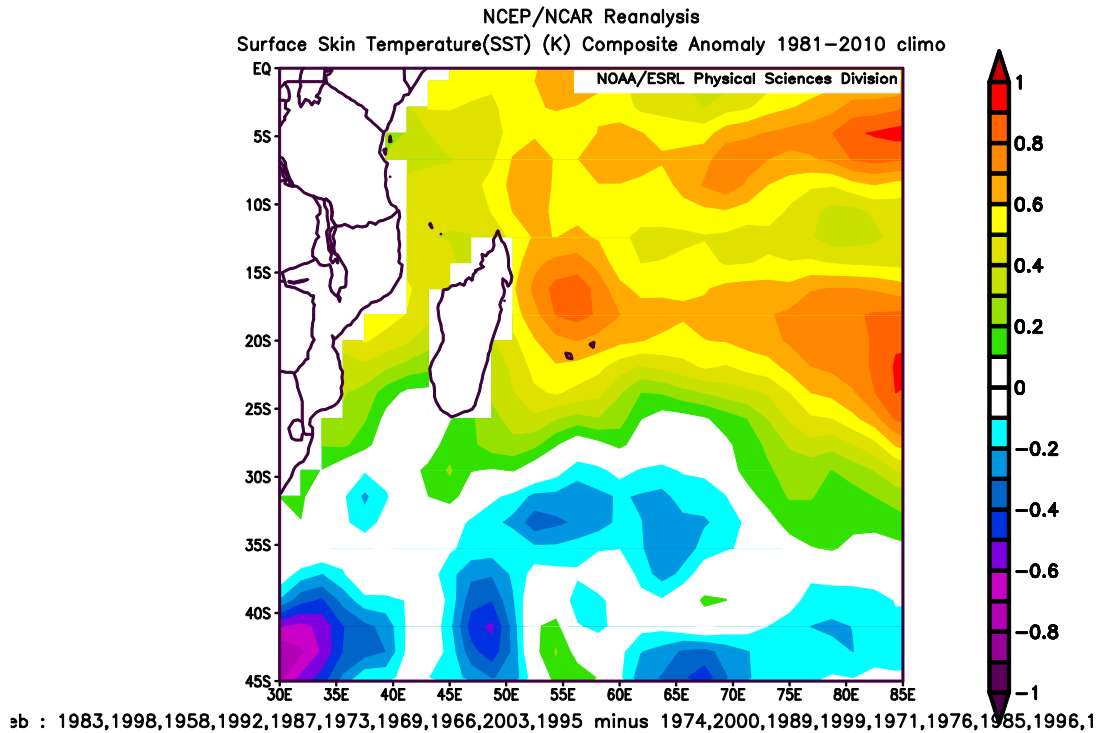 NCEP/NCAR Reanalysis
Surface Skin Temperature(SST) (K) Composite Anomaly 1981-2010 climo
NOAA/ESRL Physical Sciences Division
EQ
5S
10S
15S
20S
25S
30S
35S
40S
45S
30E 35E 40E 45E 50E 55E 60E 65E 70E 75E 80E 85E
1
0.8
0.6
0.4
0.2
0
-0.2
-0.4
-0.6
-0.8
-1
eb : 1983,1998,1958,1992,1987,1973,1969,1966,2003,1995 minus 1974,2000,1989,1999,1971,1976,1985,1996,1